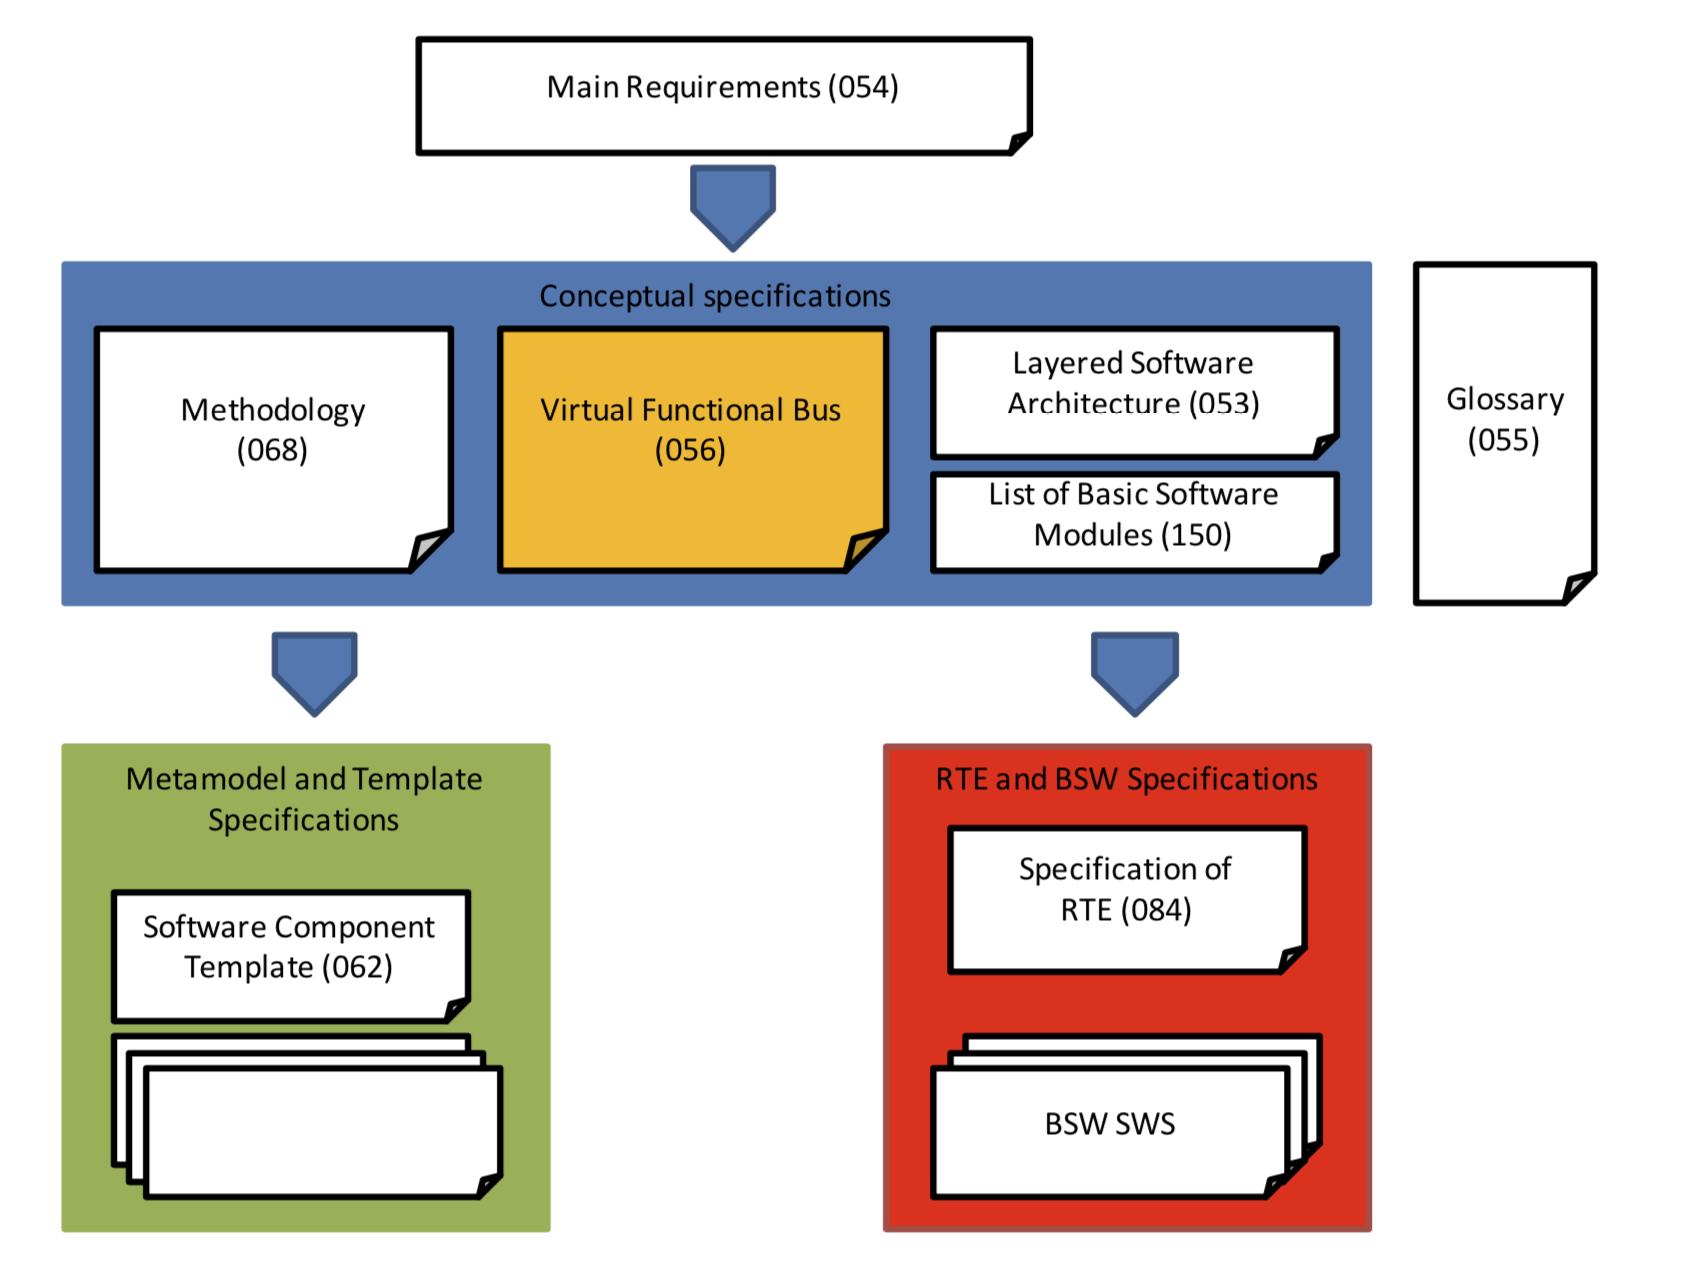 Main Requirements (054)
Conceptual specifications
Methodology
(068)
Virtual Functional Bus
(056)
Layered Software
Architecture (053)
List of Basic Software
Modules (150)
Glossary
(055)
Metamodel and Template
Specifications
Software Component
Template (062)
RTE and BSW Specifications
Specification of
RTE (084)
BSW SWS